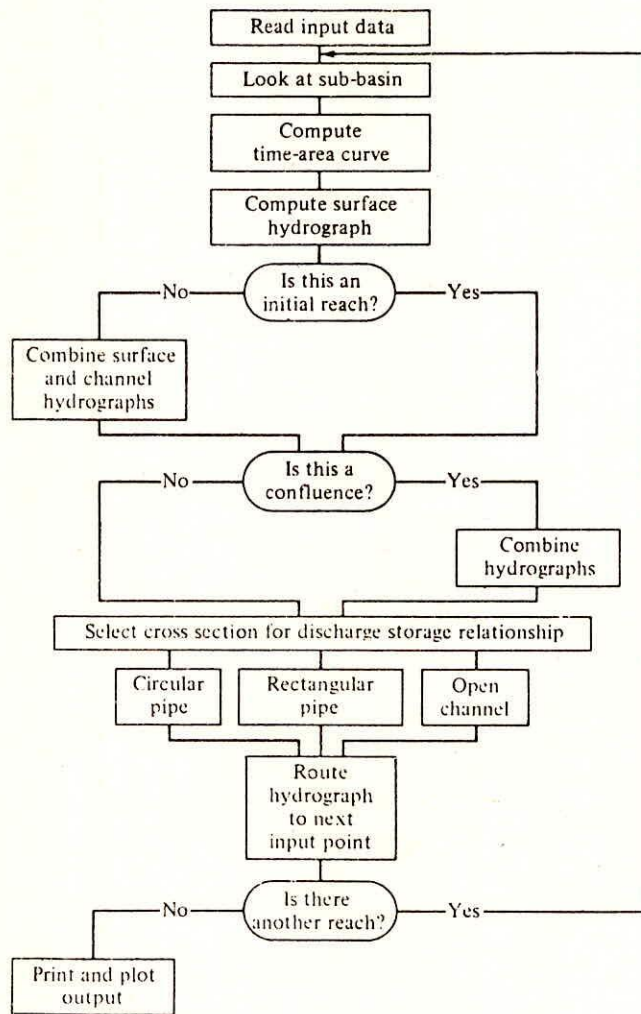 Read input data
Look at sub-basin
Compute
time-area curve
Compute surface
hydrograph
Is this an
initial reach?
No
Yes
Combine surface
and channel
hydrographs
Is this a
confluence?
No
Yes
Combine
hydrographs
Select cross section for discharge storage relationship
Circular
pipe
Rectangular
pipe
Open
channel
Route
hydrograph
to next
input point
Is there
another reach?
No
Yes
Print and plot
output